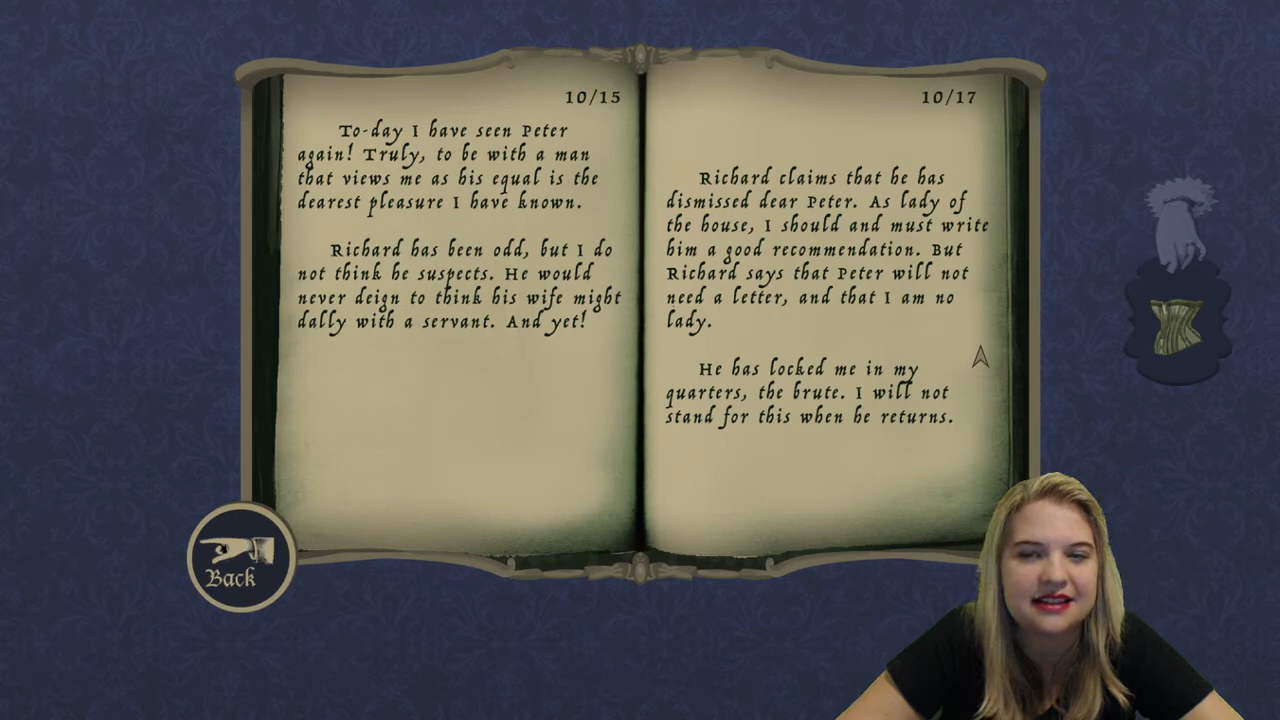 10/15
To-day I have seen Peter
again! Truly, to be with a man
that views me as his equal is the
dearest pleasure I have known.
Richard has been odd, but I do
not think he suspects. He would
never deign to think his wife might
dally with a servant. And yet!
10/17
Richard claims that he has
dismissed dear Peter. As lady of
the house, I should and must write
him a good recommendation. But
Richard says that Peter will not
need a letter, and that I am no
lady.
He has locked me in my
quarters, the brute. I will not
stand for this when he returns.
Back